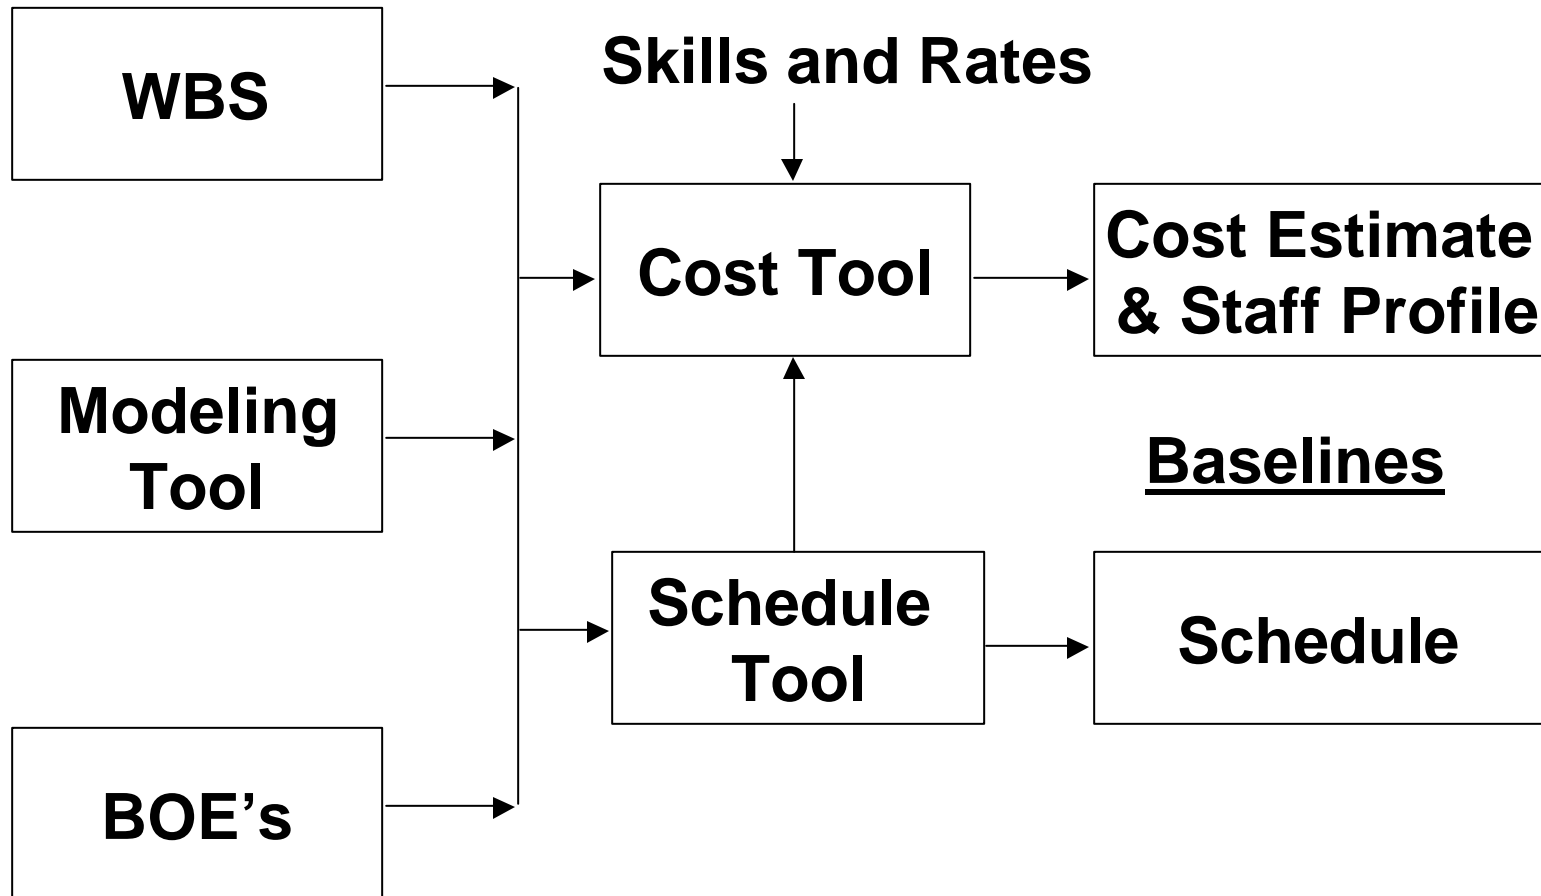 WBS
Skills and Rates
Cost Tool
Cost Estimate
& Staff Profile
Modeling
Tool
Baselines
Schedule
Tool
Schedule
BOE’s